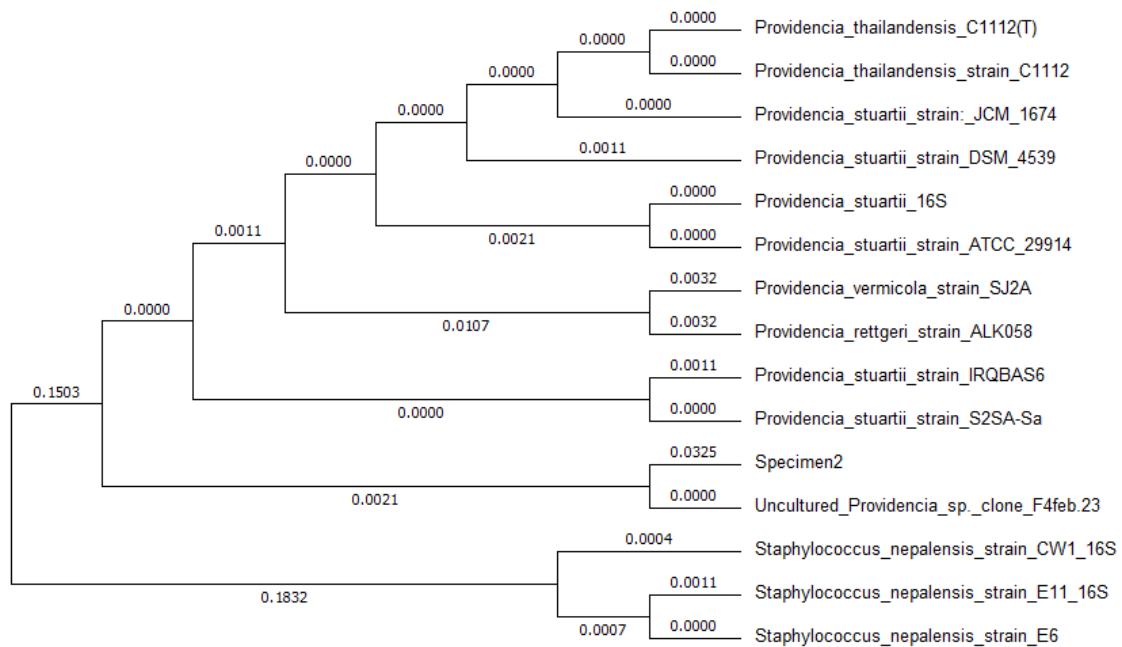 0.0000
Providencia_thailandensis_C1112(T)
0.0000
0.0000
Providencia_thailandensis_strain_C1112
0.0000
0.0000
Providencia_stuartii_strain:_JCM_1674
0.0000
0.0011
Providencia_stuartii_strain_DSM_4539
0.0000
0.0000
Providencia_stuartii_16S
0.0021
0.0000
Providencia_stuartii_strain_ATCC_29914
0.0011
0.0032
Providencia_vermicola_strain_SJ2A
0.0107
0.0032
Providencia_rettgeri_strain_ALK058
0.0000
0.0011
Providencia_stuartii_strain_IRQBAS6
0.0000
0.0000
Providencia_stuartii_strain_S2SA-Sa
0.1503
0.0325
Specimen2
0.0021
0.0000
Uncultured_Providencia_sp._clone_F4feb.23
0.0004
Staphylococcus_nepalensis_strain_CW1_16S
0.1832
0.0011
Staphylococcus_nepalensis_strain_E11_16S
0.0007
0.0000
Staphylococcus_nepalensis_strain_E6